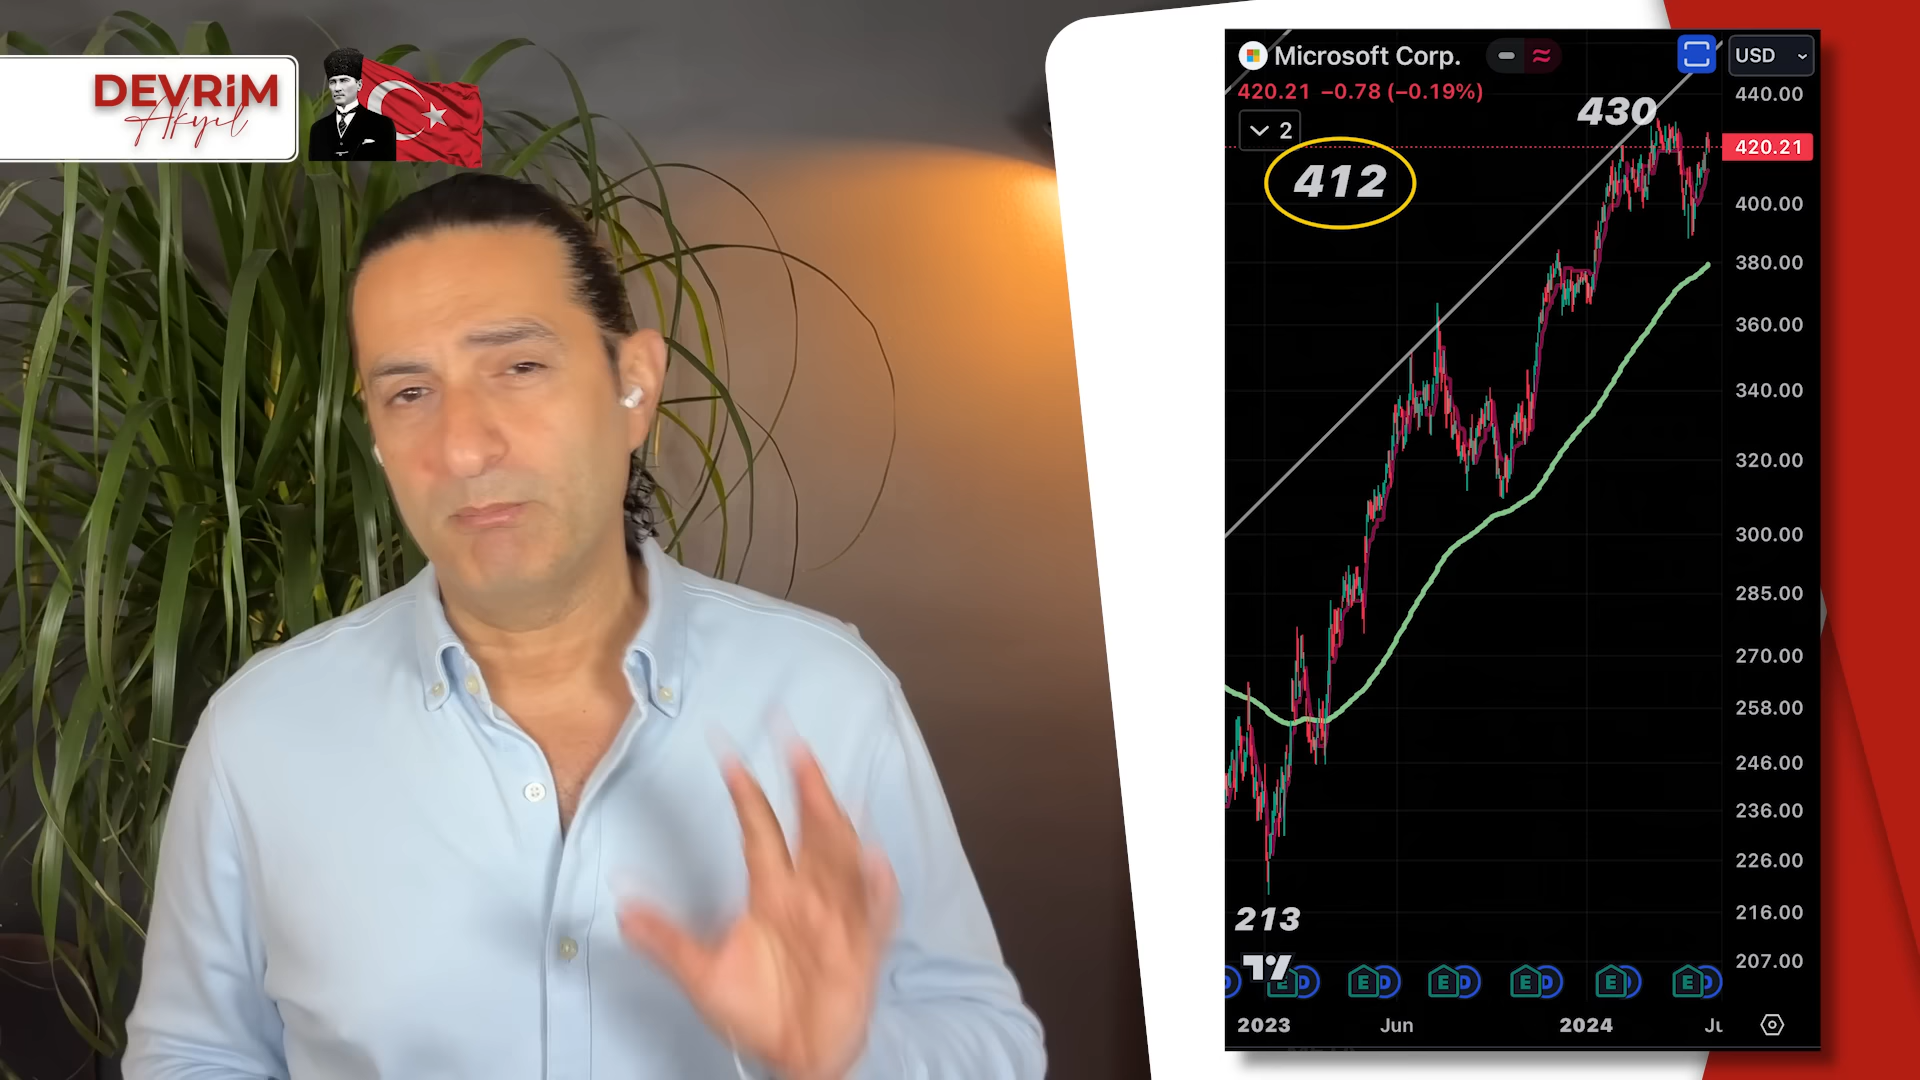 DEVRİM
Akyıl
Microsoft Corp.
USD
420.21 −0.78 (−0.19%)
2
430
412
440.00
420.21
400.00
380.00
360.00
340.00
320.00
300.00
285.00
270.00
258.00
246.00
236.00
226.00
216.00
207.00
213
E D E D E D E D E D E D
2023 Jun 2024 Ju